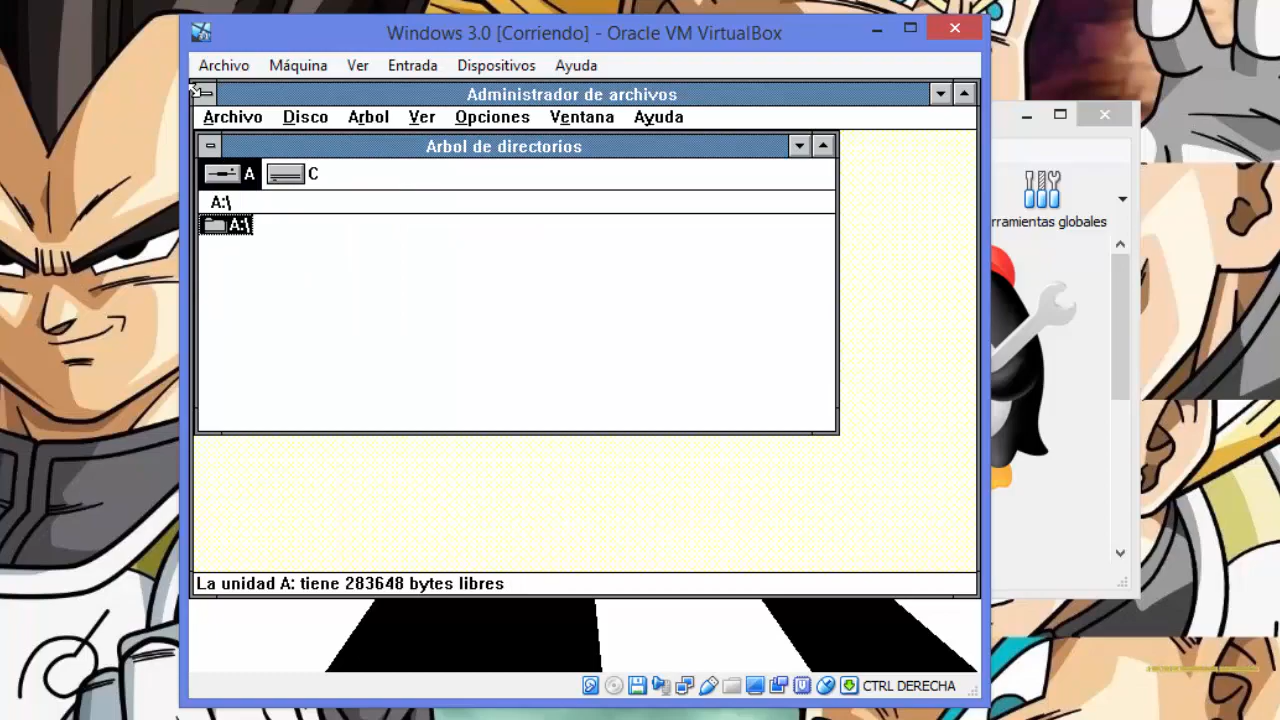 Windows 3.0 [Corriendo] - Oracle VM VirtualBox
Archivo Máquina Ver Entrada Dispositivos Ayuda
Administrador de archivos
Archivo Disco Arbol Ver Opciones Ventana Ayuda
Arbol de directorios
A C
A:\
A:\
rramientas globales
La unidad A: tiene 283648 bytes libres
CTRL DERECHA